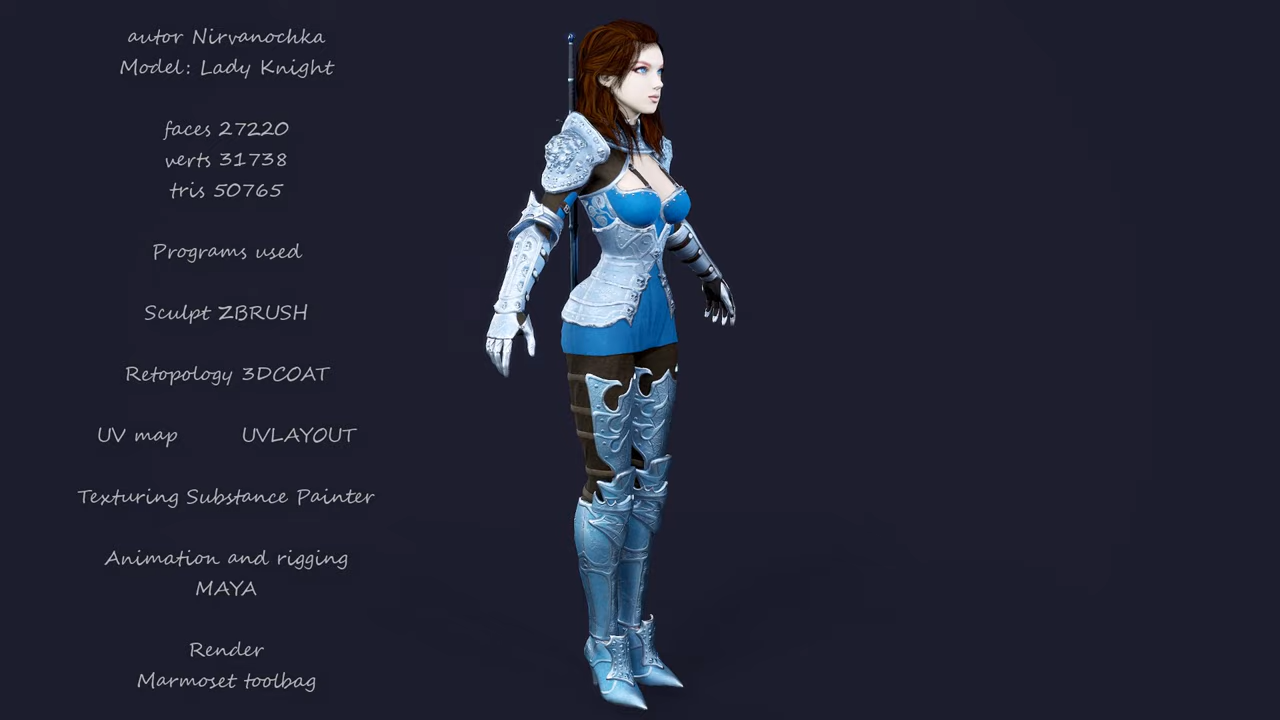 autor Nirvanochka
Model: Lady Knight
faces 27220
verts 31738
tris 50765
Programs used
Sculpt ZBRUSH
Retopology 3DCOAT
UV map UVLAYOUT
Texturing Substance Painter
Animation and rigging
MAYA
Render
Marmoset toolbag